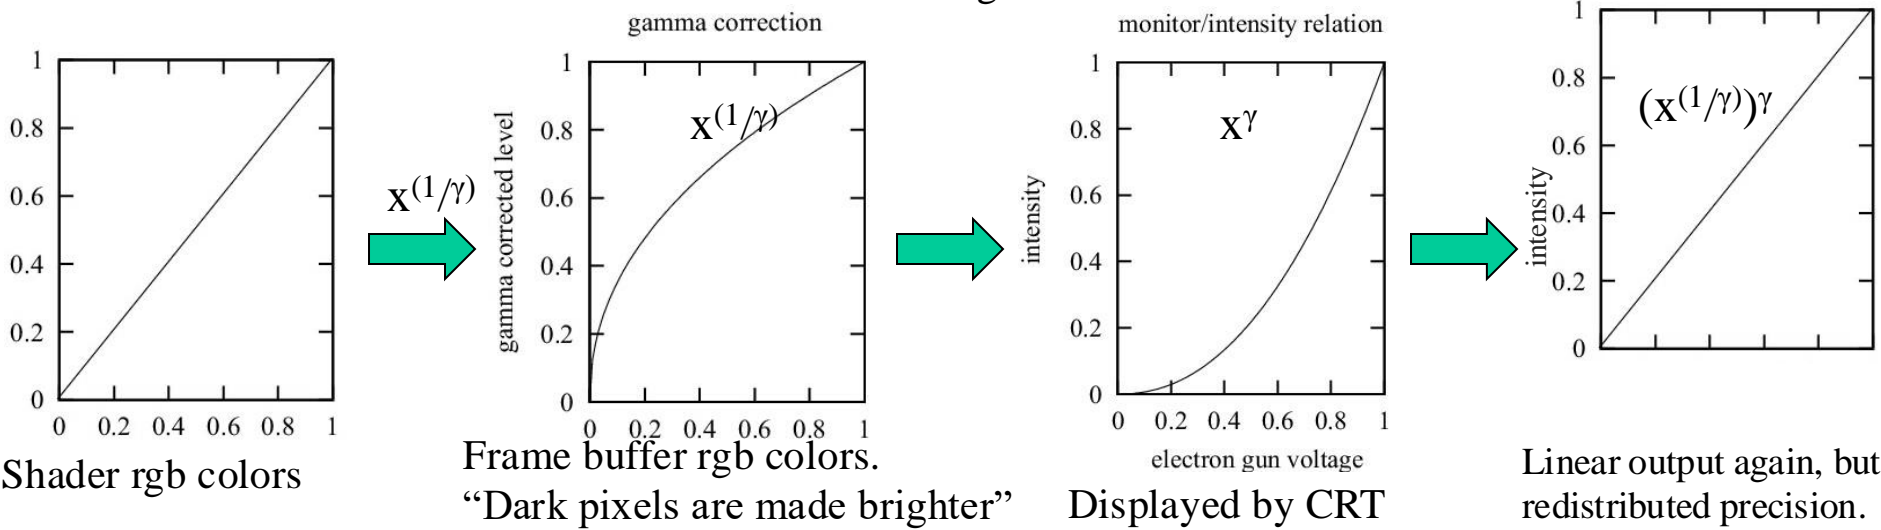 gamma correction
monitor/intensity relation
1
0.8
0.6
0.4
0.2
0
0 0.2 0.4 0.6 0.8 1
Shader rgb colors
x^(1/γ)
gamma corrected level
1
0.8
0.6
0.4
0.2
0
0 0.2 0.4 0.6 0.8 1
x^(1/γ)
Frame buffer rgb colors.
“Dark pixels are made brighter”
intensity
1
0.8
0.6
0.4
0.2
0
0 0.2 0.4 0.6 0.8 1
x^γ
electron gun voltage
Displayed by CRT
intensity
1
0.8
0.6
0.4
0.2
0
(x^(1/γ))^γ
Linear output again, but
redistributed precision.